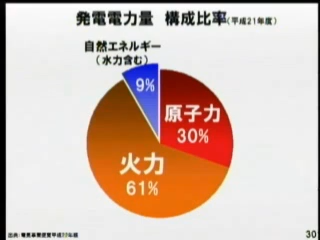 発電電力量 構成比率(平成21年度)
自然エネルギー
(水力含む)
9%
原子力
30%
火力
61%
30